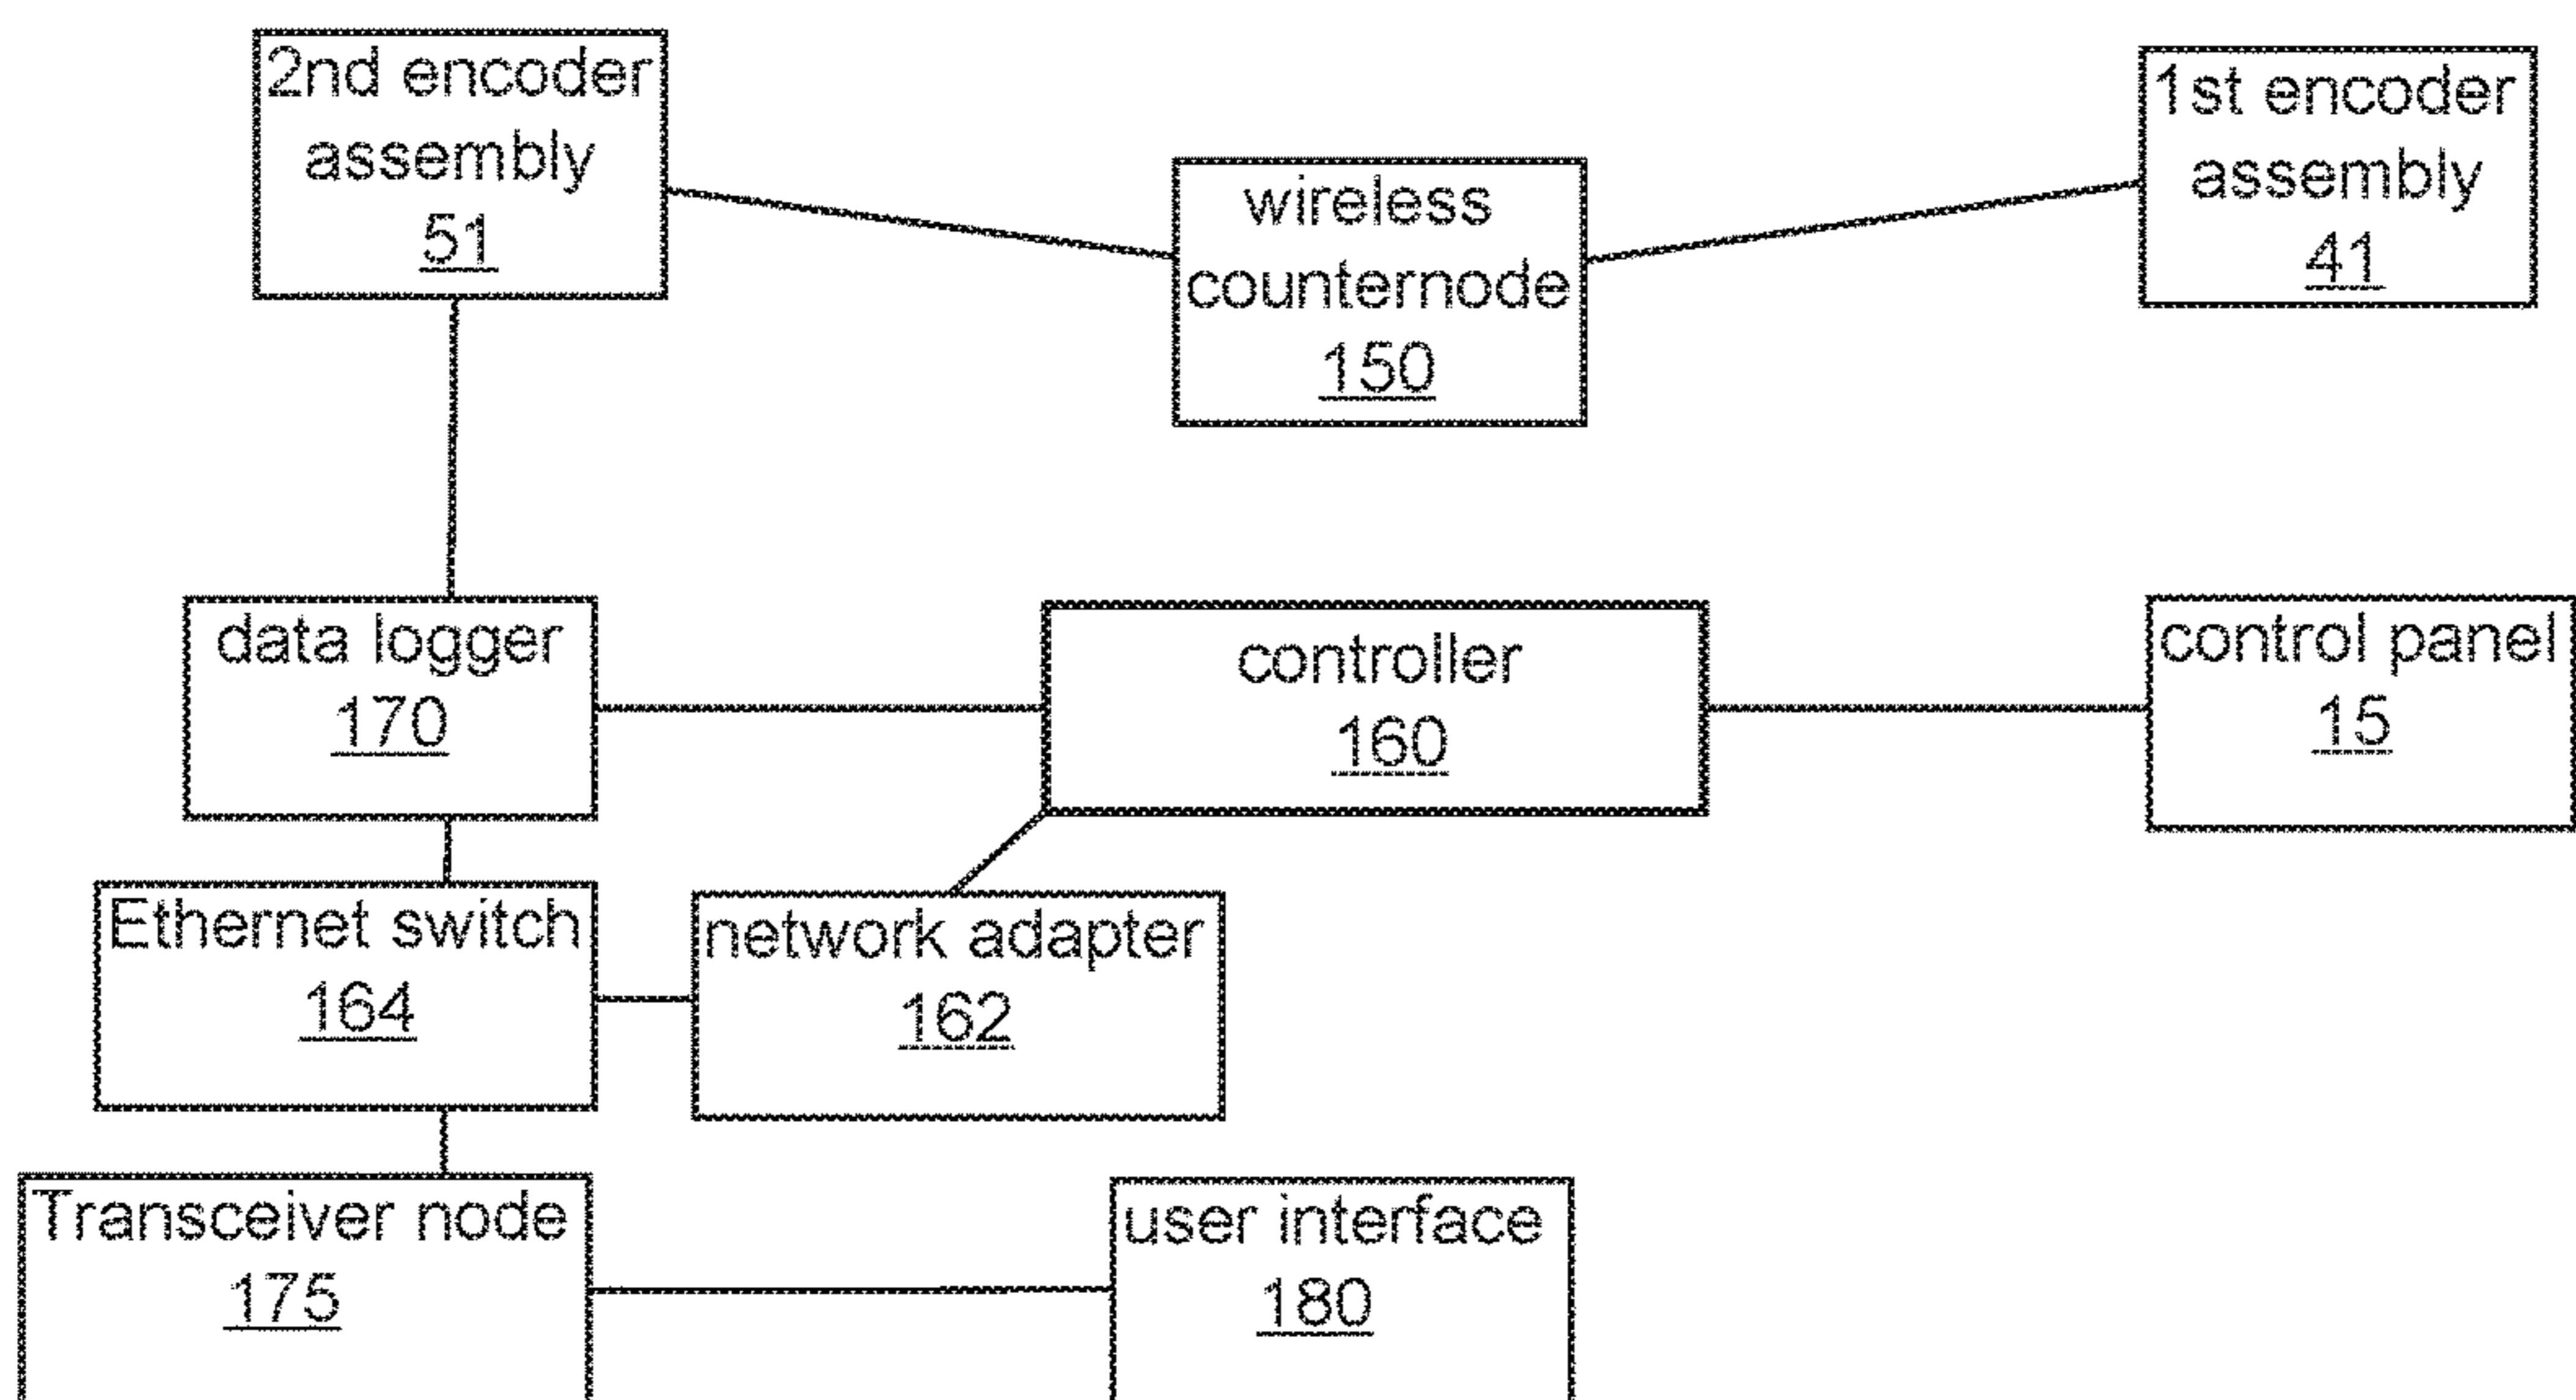 2nd encoder
assembly
51
wireless
counternode
150
1st encoder
assembly
41
data logger
170
controller
160
control panel
15
Ethernet switch
164
network adapter
162
Transceiver node
175
user interface
180